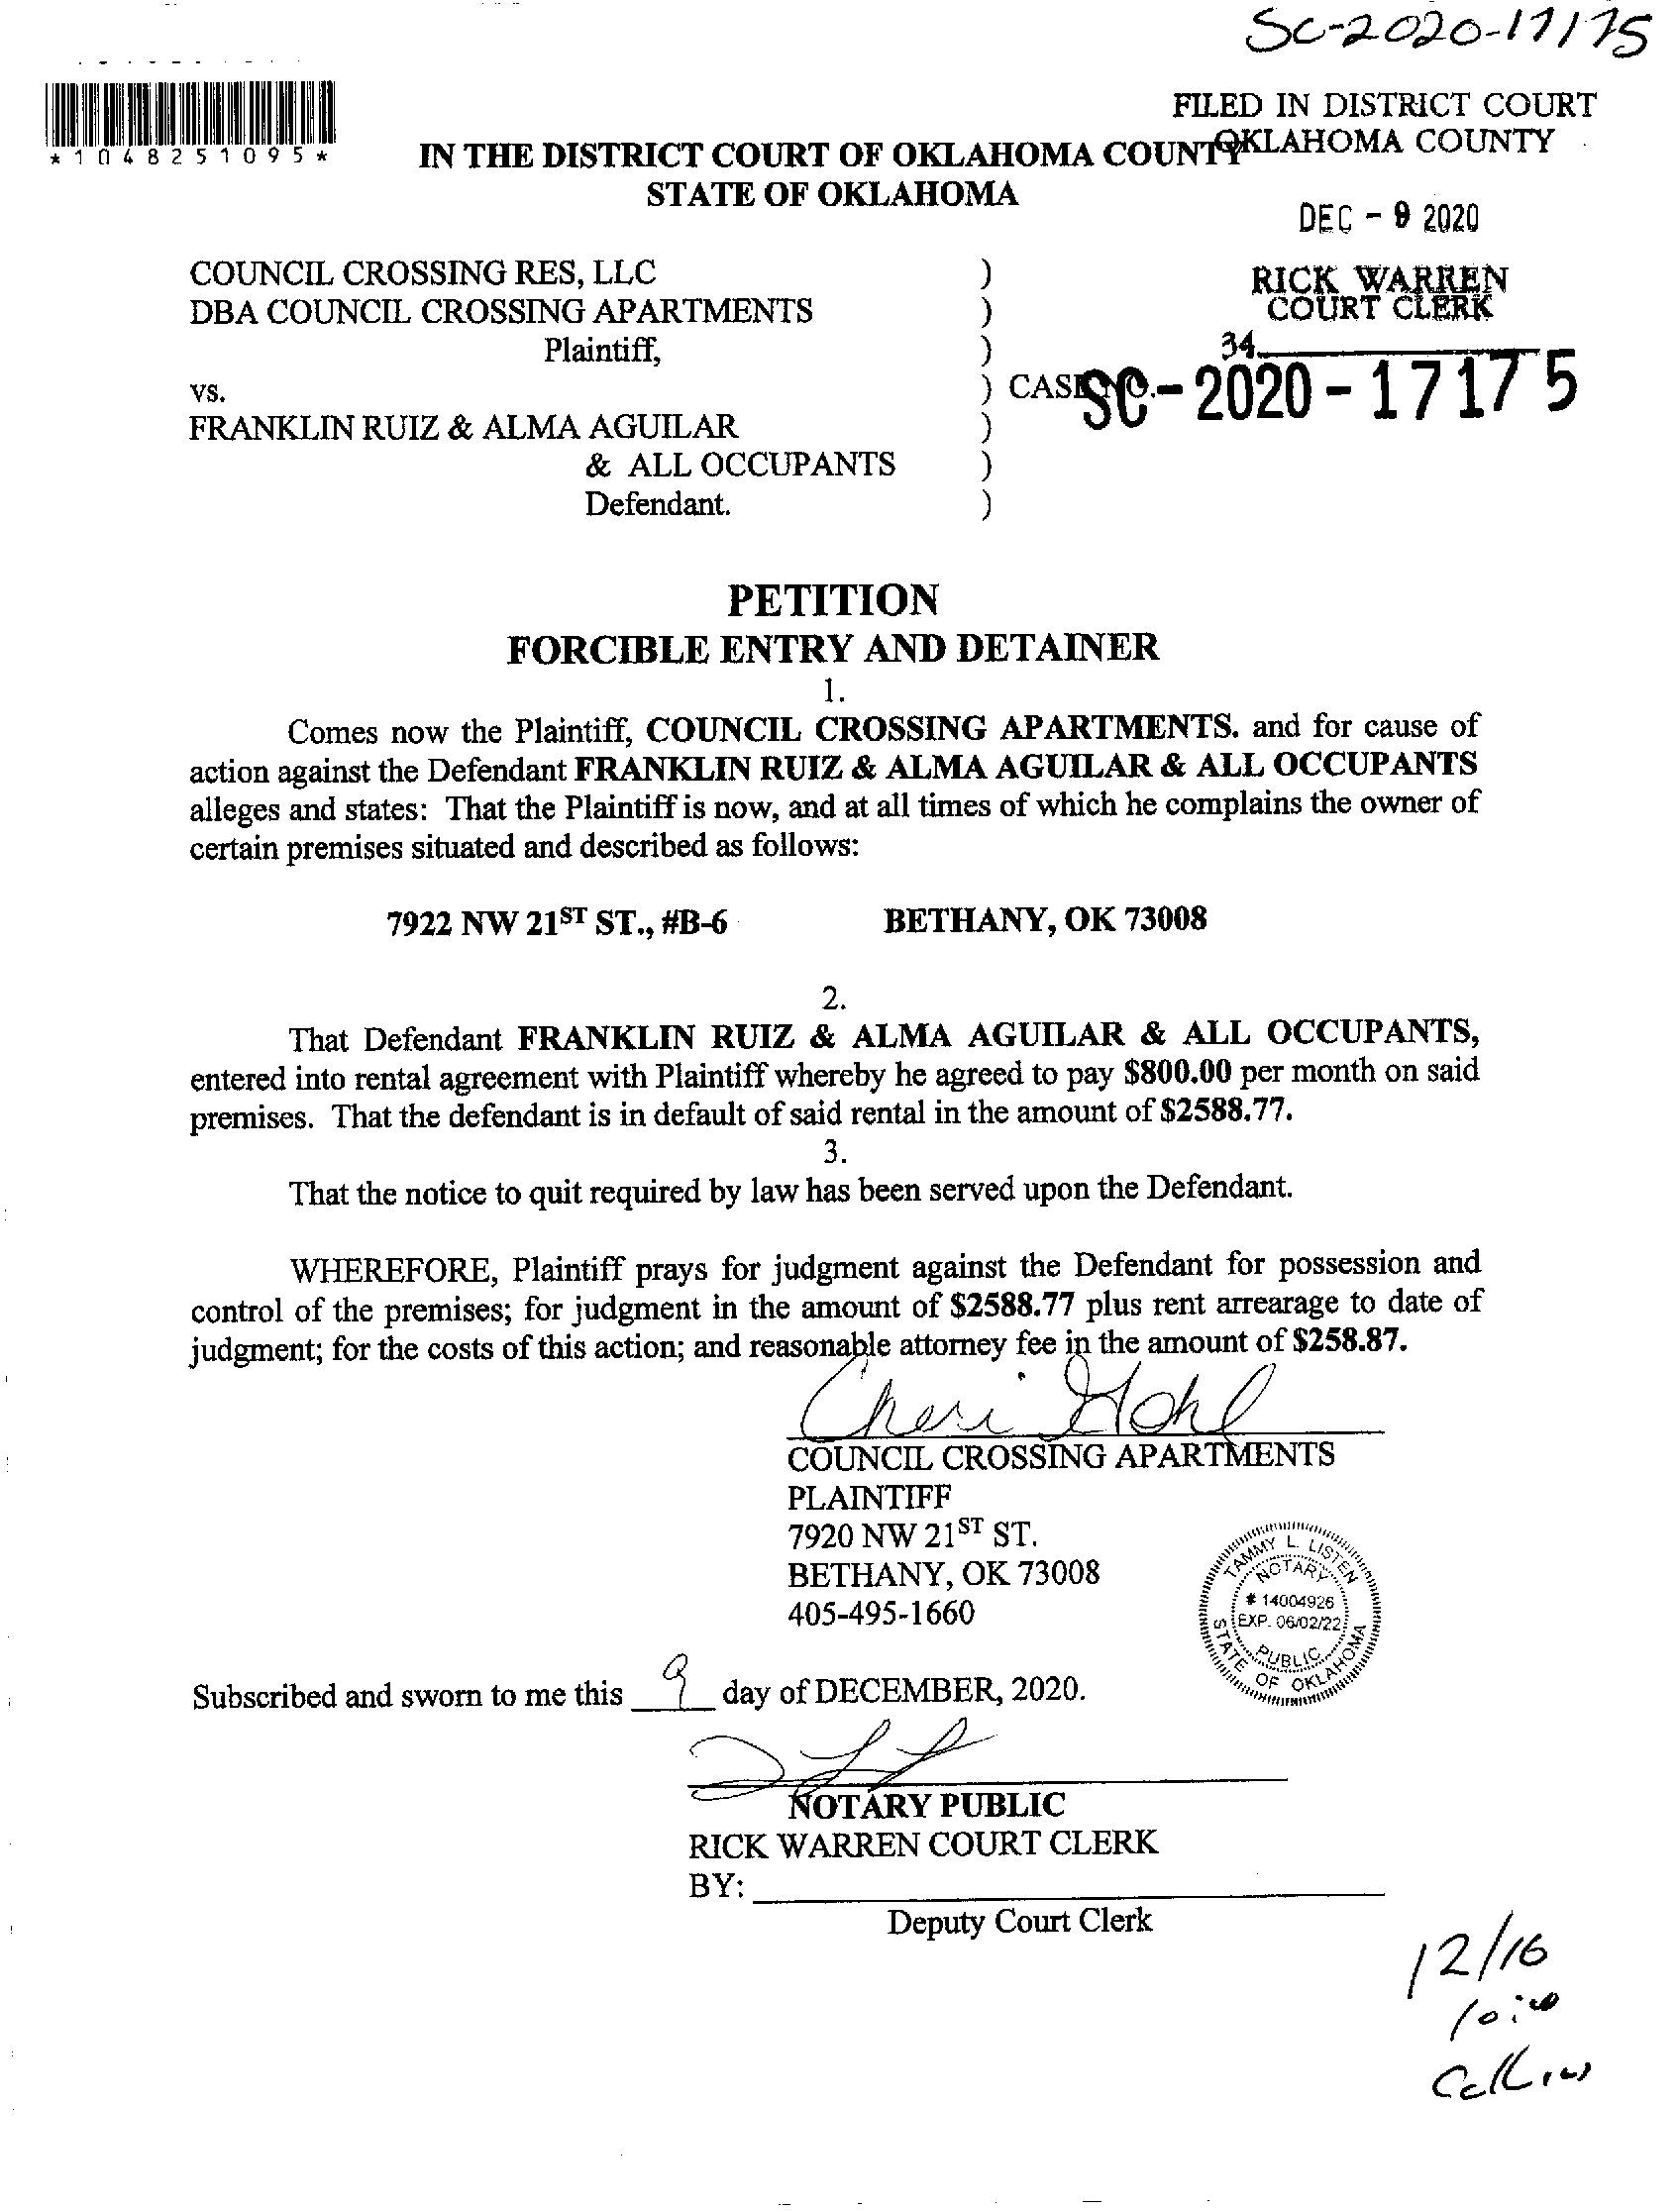 SC-2020-17175
*1048251095*
FILED IN DISTRICT COURT
OKLAHOMA COUNTY
IN THE DISTRICT COURT OF OKLAHOMA COUNTY
STATE OF OKLAHOMA
DEC - 9 2020
RICK WARREN
COURT CLERK
34
COUNCIL CROSSING RES, LLC )
DBA COUNCIL CROSSING APARTMENTS )
Plaintiff, )
vs. ) CASE NO. SC-2020-17175
FRANKLIN RUIZ & ALMA AGUILAR )
& ALL OCCUPANTS )
Defendant. )
PETITION
FORCIBLE ENTRY AND DETAINER
1.
Comes now the Plaintiff, COUNCIL CROSSING APARTMENTS. and for cause of
action against the Defendant FRANKLIN RUIZ & ALMA AGUILAR & ALL OCCUPANTS
alleges and states: That the Plaintiff is now, and at all times of which he complains the owner of
certain premises situated and described as follows:
7922 NW 21ST ST., #B-6 BETHANY, OK 73008
2.
That Defendant FRANKLIN RUIZ & ALMA AGUILAR & ALL OCCUPANTS,
entered into rental agreement with Plaintiff whereby he agreed to pay $800.00 per month on said
premises. That the defendant is in default of said rental in the amount of $2588.77.
3.
That the notice to quit required by law has been served upon the Defendant.
WHEREFORE, Plaintiff prays for judgment against the Defendant for possession and
control of the premises; for judgment in the amount of $2588.77 plus rent arrearage to date of
judgment; for the costs of this action; and reasonable attorney fee in the amount of $258.87.
Cheri Hohl
COUNCIL CROSSING APARTMENTS
PLAINTIFF
7920 NW 21ST ST.
BETHANY, OK 73008
405-495-1660
TAMMY L. LISTEN
NOTARY
# 14004926
EXP. 06/02/22
PUBLIC
STATE OF OKLAHOMA
Subscribed and sworn to me this 9 day of DECEMBER, 2020.
NOTARY PUBLIC
RICK WARREN COURT CLERK
BY:
Deputy Court Clerk
12/16
10:00
Collins